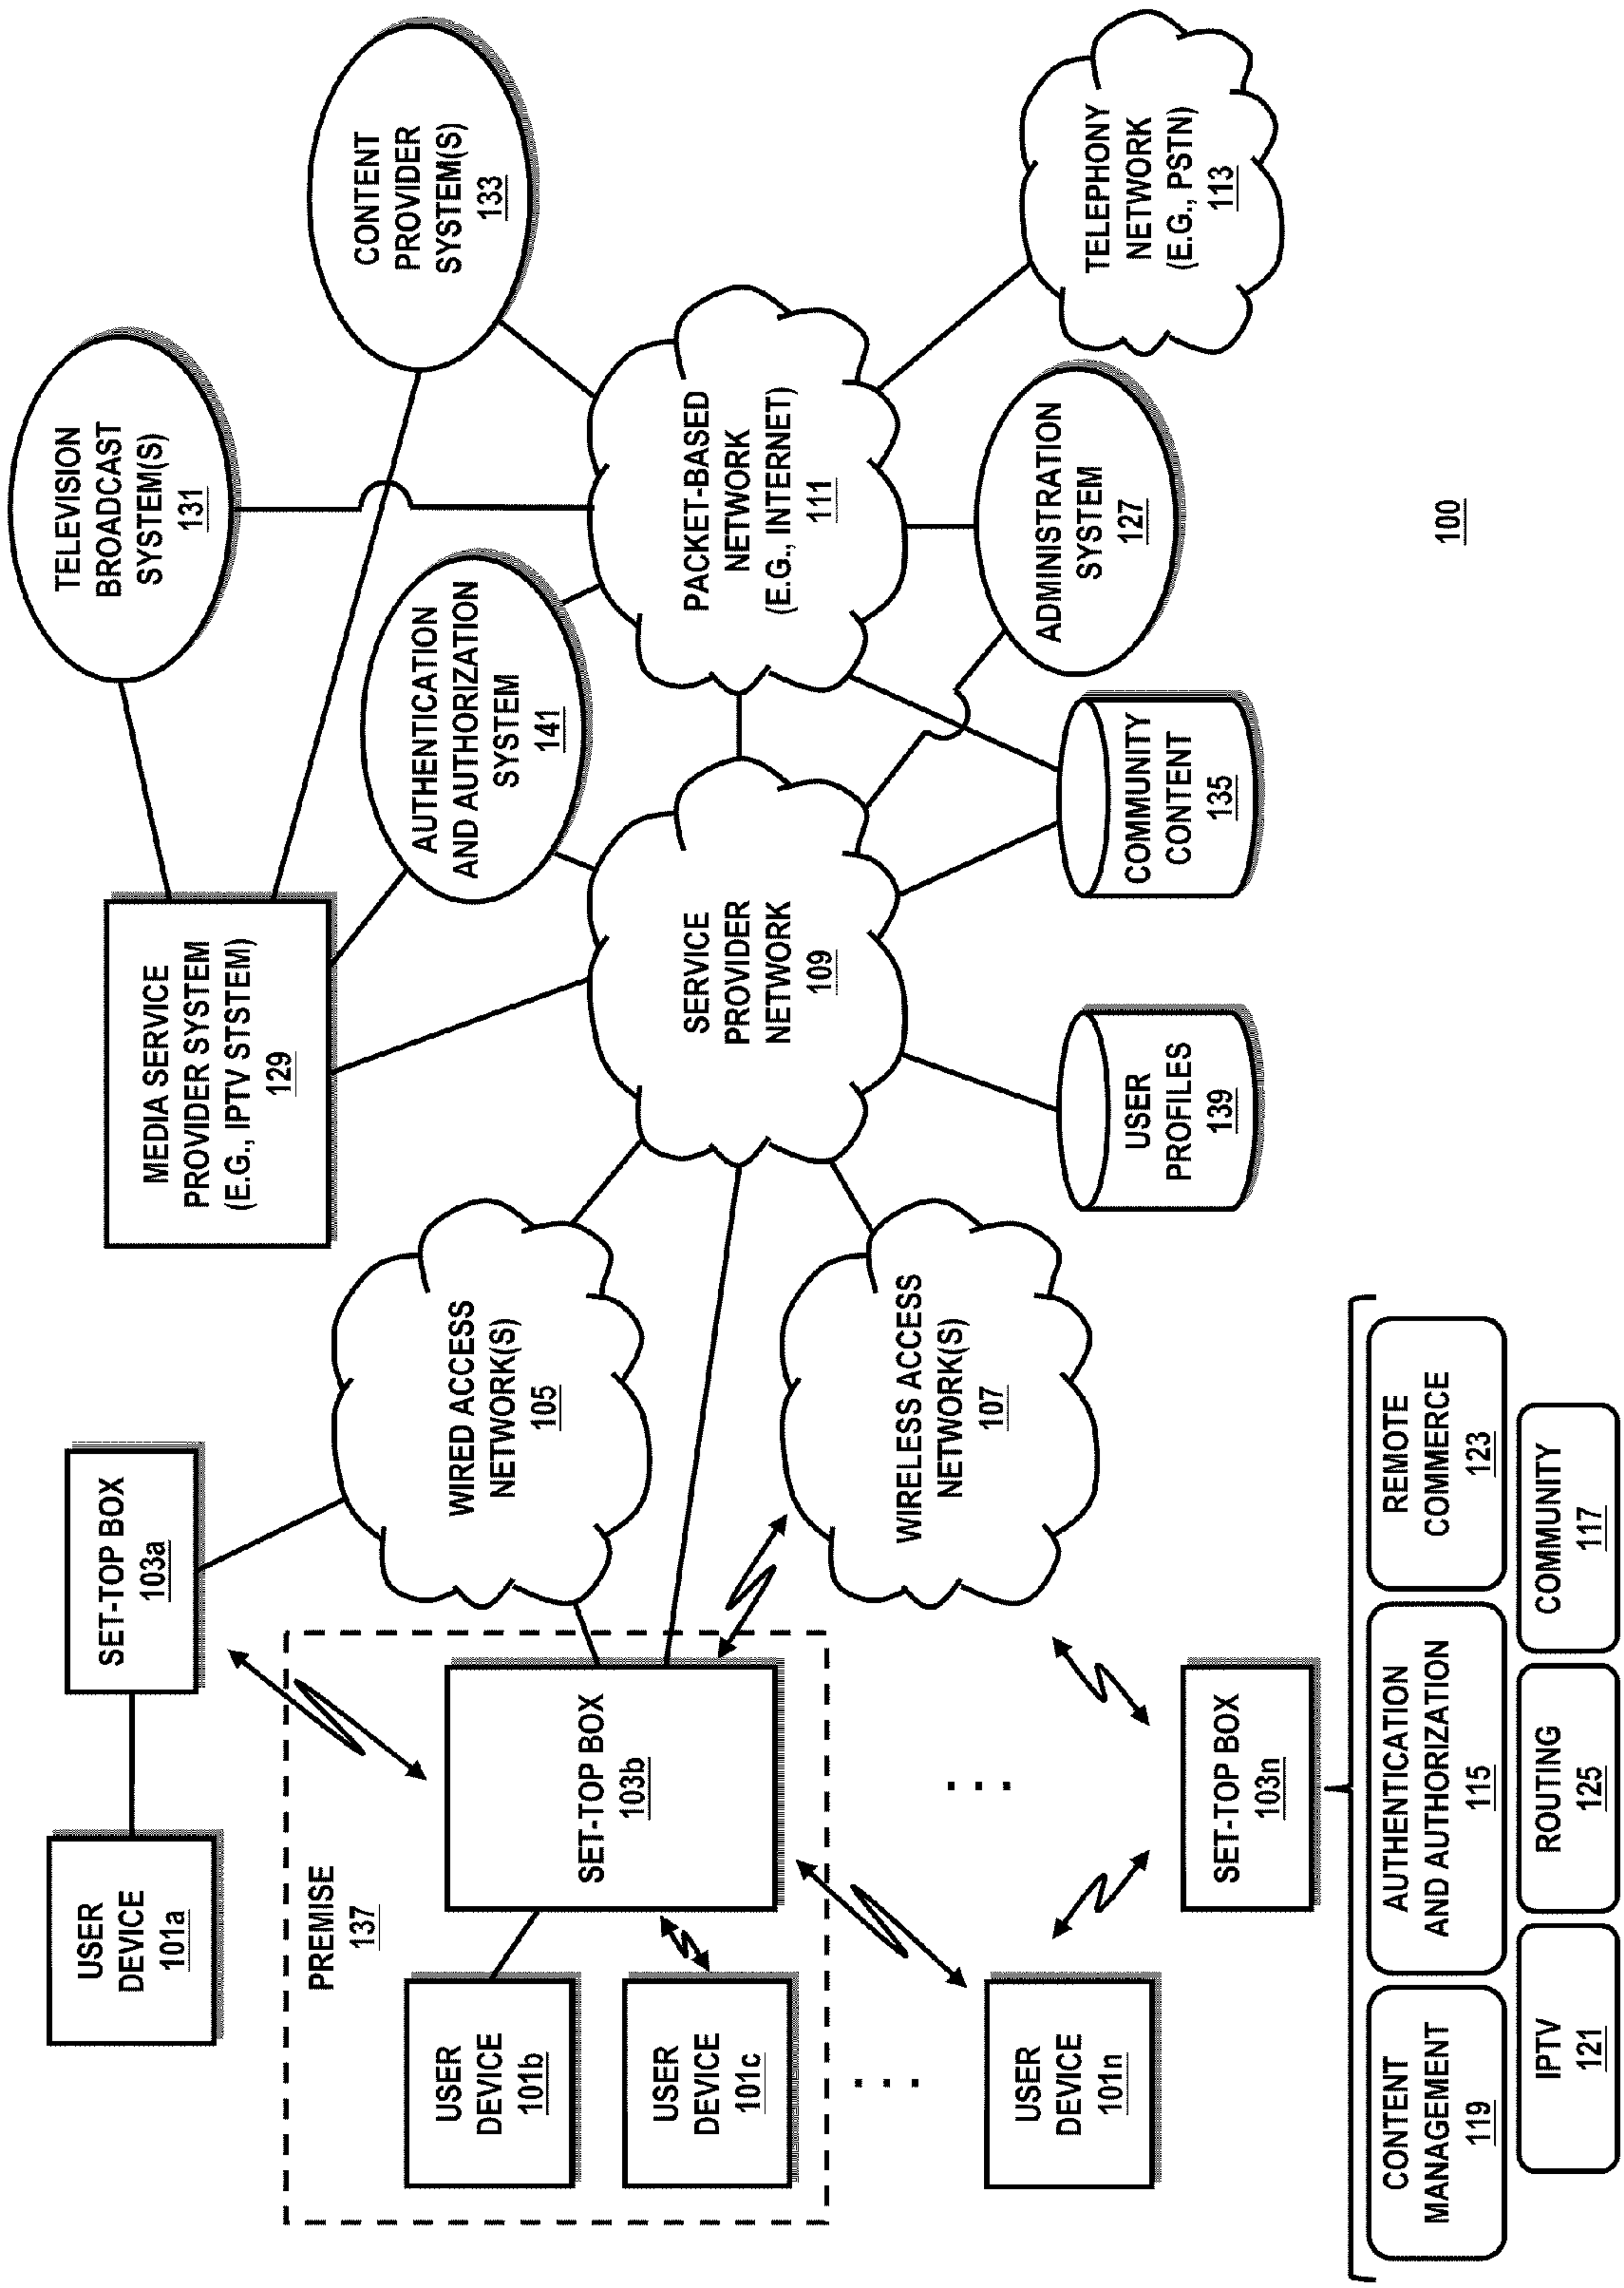 USER
DEVICE
101a
SET-TOP BOX
103a
MEDIA SERVICE
PROVIDER SYSTEM
(E.G., IPTV STSTEM)
129
TELEVISION
BROADCAST
SYSTEM(S)
131
CONTENT
PROVIDER
SYSTEM(S)
133
AUTHENTICATION
AND AUTHORIZATION
SYSTEM
141
PREMISE
137
USER
DEVICE
101b
USER
DEVICE
101c
SET-TOP BOX
103b
WIRED ACCESS
NETWORK(S)
105
WIRELESS ACCESS
NETWORK(S)
107
SERVICE
PROVIDER
NETWORK
109
PACKET-BASED
NETWORK
(E.G., INTERNET)
111
TELEPHONY
NETWORK
(E.G., PSTN)
113
ADMINISTRATION
SYSTEM
127
COMMUNITY
CONTENT
135
USER
PROFILES
139
. . .
. . .
USER
DEVICE
101n
SET-TOP BOX
103n
CONTENT
MANAGEMENT
119
AUTHENTICATION
AND AUTHORIZATION
115
REMOTE
COMMERCE
123
IPTV
121
ROUTING
125
COMMUNITY
117
100